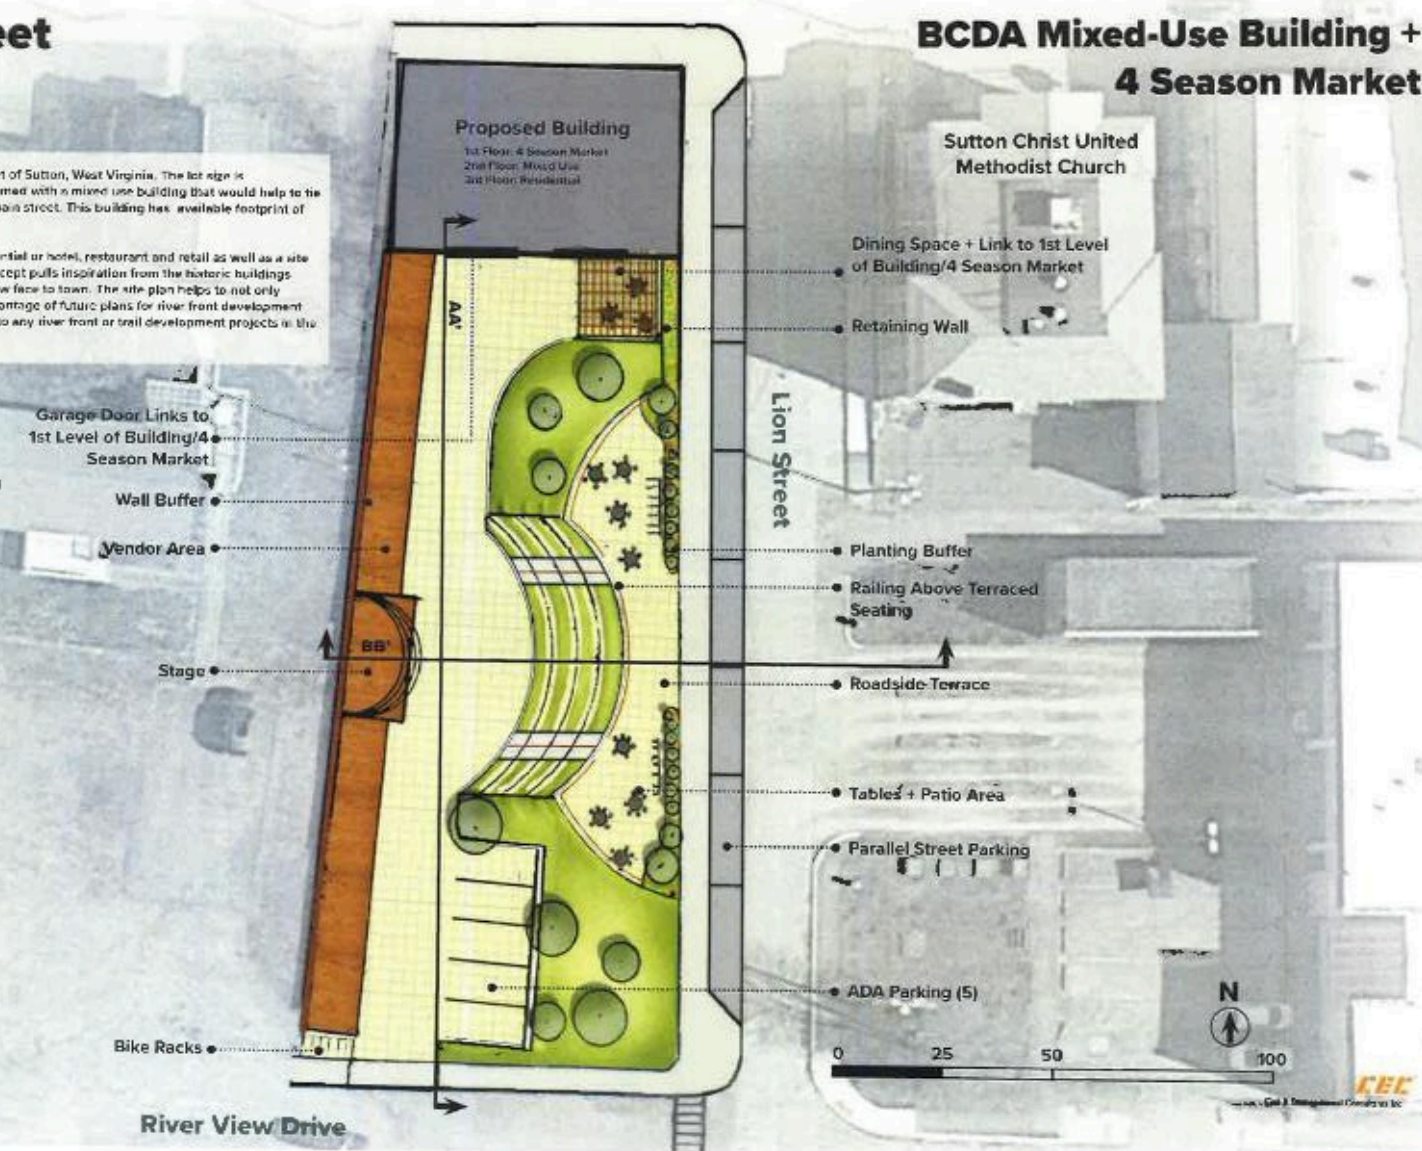 eet
BCDA Mixed-Use Building +
4 Season Market
Proposed Building
1st Floor: 4 Season Market
2nd Floor: Mixed Use
3rd Floor: Residential
of Sutton, West Virginia. The lot size is
med with a mixed use building that would help to tie
ain street. This building has available footprint of
ential or hotel, restaurant and retail as well as a site
cept pulls inspiration from the historic buildings
w face to town. The site plan helps to not only
antage of future plans for river front development
to any river front or trail development projects in the
Sutton Christ United
Methodist Church
Dining Space + Link to 1st Level
of Building/4 Season Market
Retaining Wall
AA'
Lion Street
Garage Door Links to
1st Level of Building/4
Season Market
Wall Buffer
Vendor Area
Planting Buffer
Railing Above Terraced
Seating
BB'
Stage
Roadside Terrace
Tables + Patio Area
Parallel Street Parking
ADA Parking (5)
N
Bike Racks
0 25 50 100
CEC
River View Drive